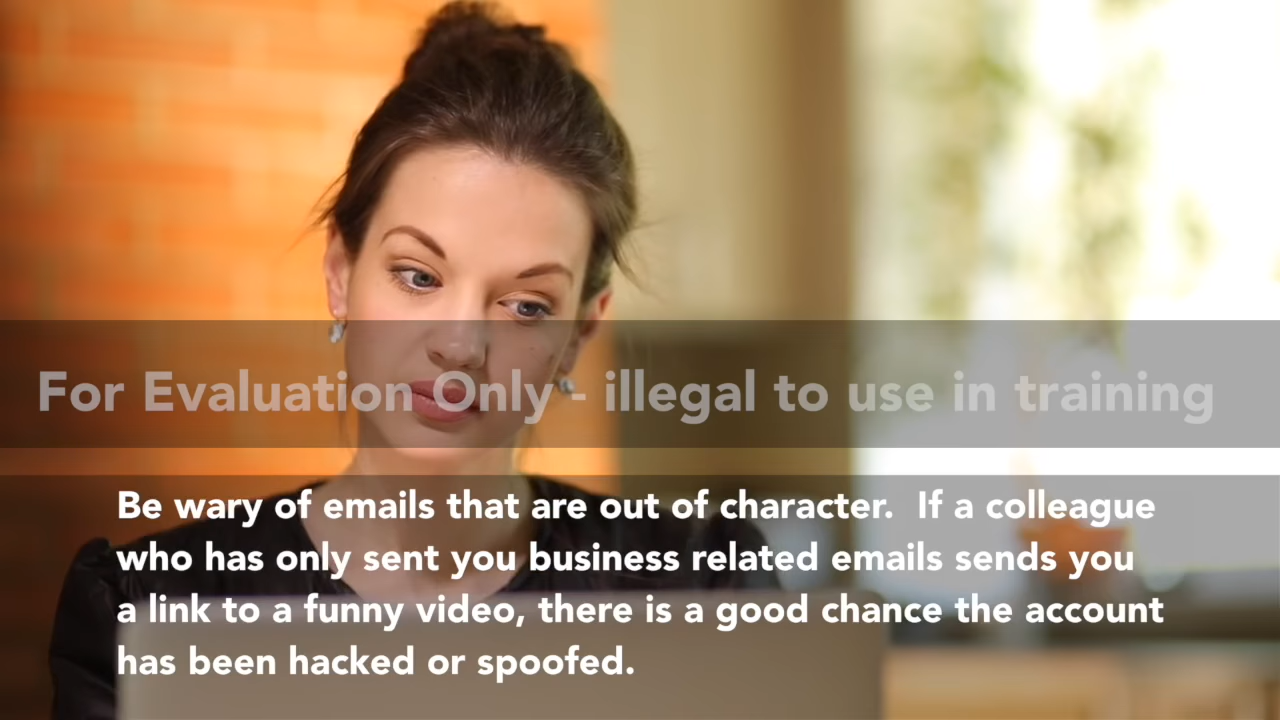 For Evaluation Only - illegal to use in training
Be wary of emails that are out of character.  If a colleague
who has only sent you business related emails sends you
a link to a funny video, there is a good chance the account
has been hacked or spoofed.